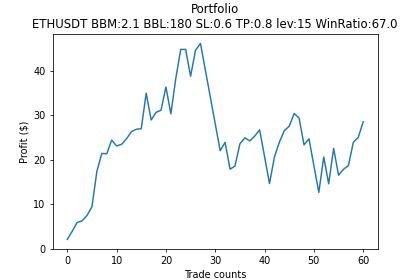 Portfolio
ETHUSDT BBM:2.1 BBL:180 SL:0.6 TP:0.8 lev:15 WinRatio:67.0
Profit ($)
40
30
20
10
0
0 10 20 30 40 50 60
Trade counts